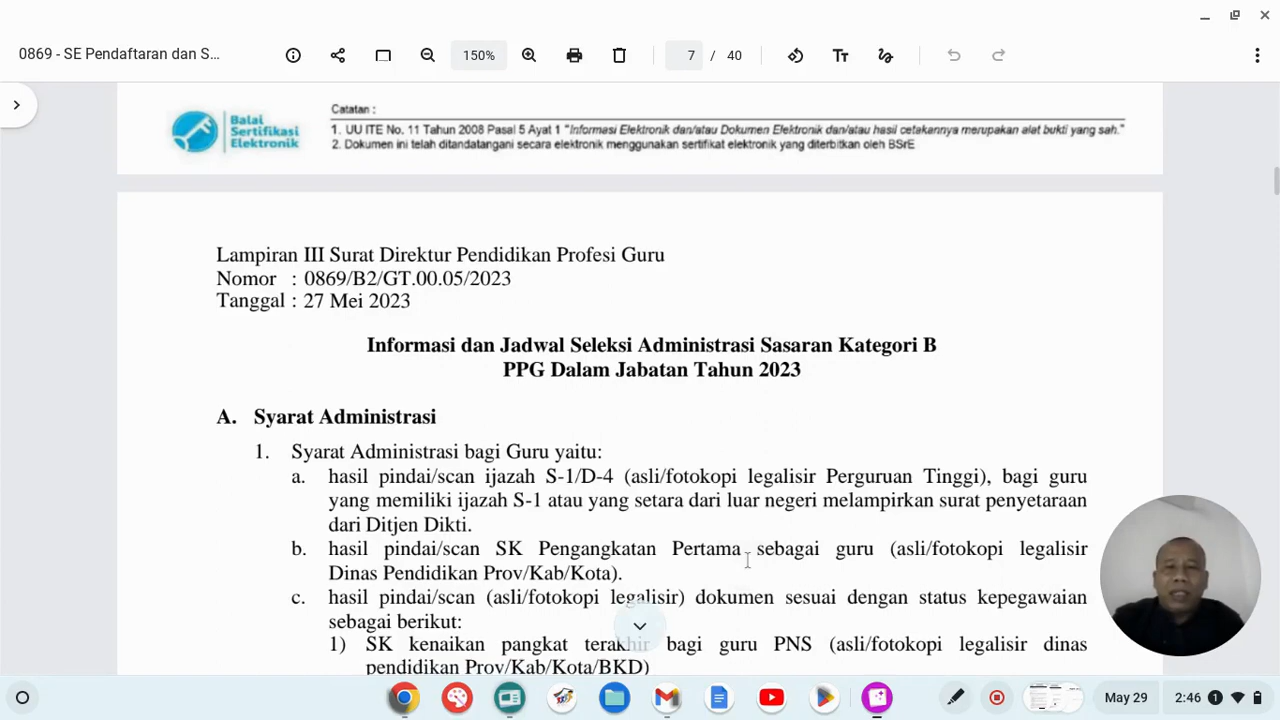 0869 - SE Pendaftaran dan S...
150%
7 / 40
Balai
Sertifikasi
Elektronik
Catatan :
1. UU ITE No. 11 Tahun 2008 Pasal 5 Ayat 1 "Informasi Elektronik dan/atau Dokumen Elektronik dan/atau hasil cetakannya merupakan alat bukti yang sah."
2. Dokumen ini telah ditandatangani secara elektronik menggunakan sertifikat elektronik yang diterbitkan oleh BSrE
Lampiran III Surat Direktur Pendidikan Profesi Guru
Nomor : 0869/B2/GT.00.05/2023
Tanggal : 27 Mei 2023
Informasi dan Jadwal Seleksi Administrasi Sasaran Kategori B
PPG Dalam Jabatan Tahun 2023
A. Syarat Administrasi
1. Syarat Administrasi bagi Guru yaitu:
a. hasil pindai/scan ijazah S-1/D-4 (asli/fotokopi legalisir Perguruan Tinggi), bagi guru
yang memiliki ijazah S-1 atau yang setara dari luar negeri melampirkan surat penyetaraan
dari Ditjen Dikti.
b. hasil pindai/scan SK Pengangkatan Pertama sebagai guru (asli/fotokopi legalisir
Dinas Pendidikan Prov/Kab/Kota).
c. hasil pindai/scan (asli/fotokopi legalisir) dokumen sesuai dengan status kepegawaian
sebagai berikut:
1) SK kenaikan pangkat terakhir bagi guru PNS (asli/fotokopi legalisir dinas
pendidikan Prov/Kab/Kota/BKD)
May 29
2:46
1